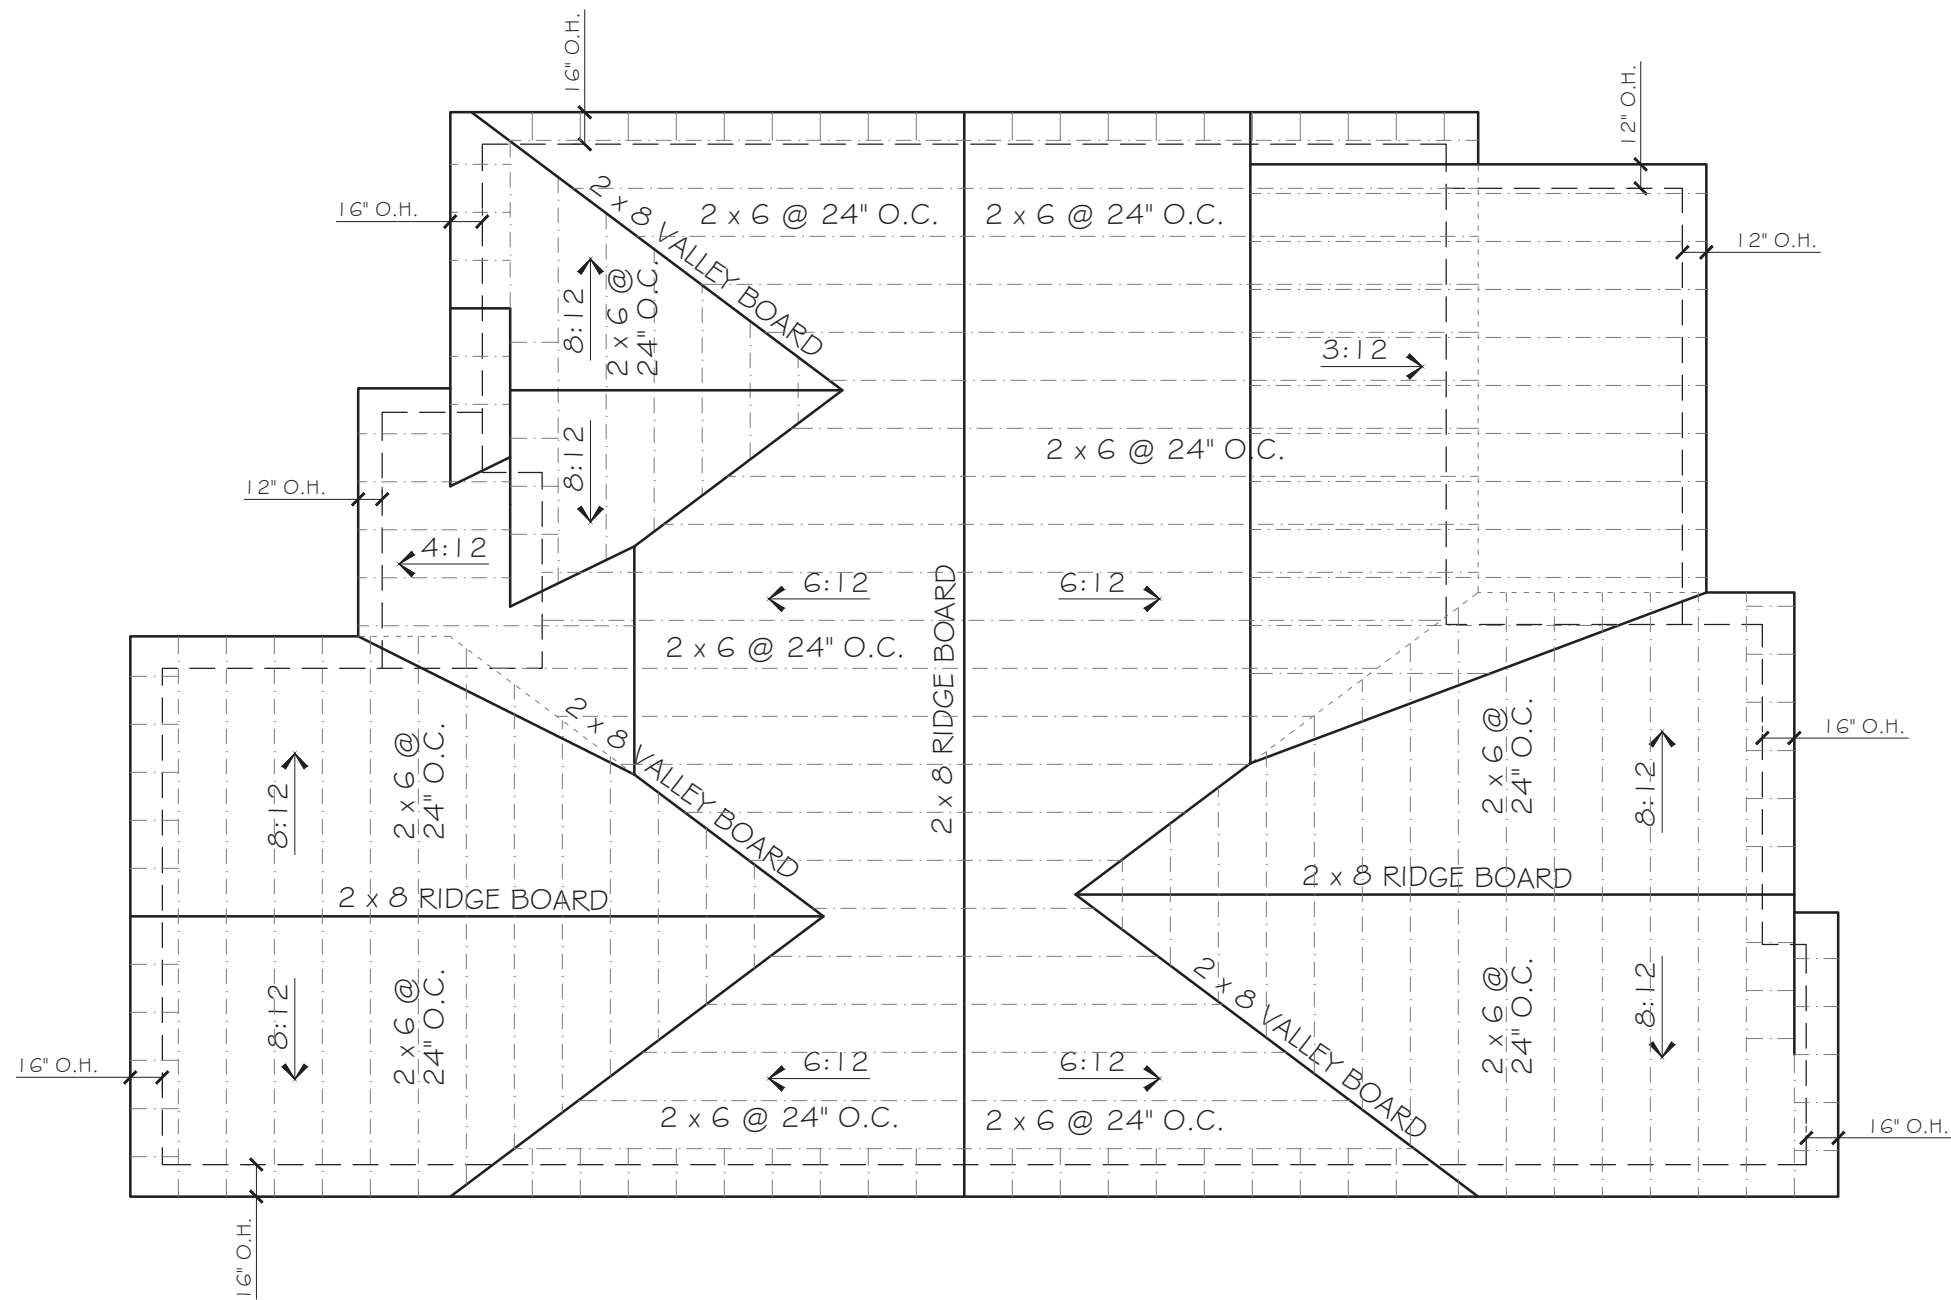 16" O.H.
12" O.H.
16" O.H.
2 x 8 VALLEY BOARD
2 x 6 @ 24" O.C.
2 x 6 @ 24" O.C.
12" O.H.
8:12
2 x 6 @
24" O.C.
3:12
8:12
2 x 6 @ 24" O.C.
12" O.H.
4:12
6:12
6:12
2 x 6 @ 24" O.C.
2 x 8 RIDGE BOARD
2 x 8 VALLEY BOARD
8:12
2 x 6 @
24" O.C.
2 x 6 @
24" O.C.
8:12
16" O.H.
2 x 8 RIDGE BOARD
2 x 8 RIDGE BOARD
8:12
2 x 6 @
24" O.C.
2 x 8 VALLEY BOARD
2 x 6 @
24" O.C.
8:12
16" O.H.
6:12
6:12
2 x 6 @ 24" O.C.
2 x 6 @ 24" O.C.
16" O.H.
16" O.H.